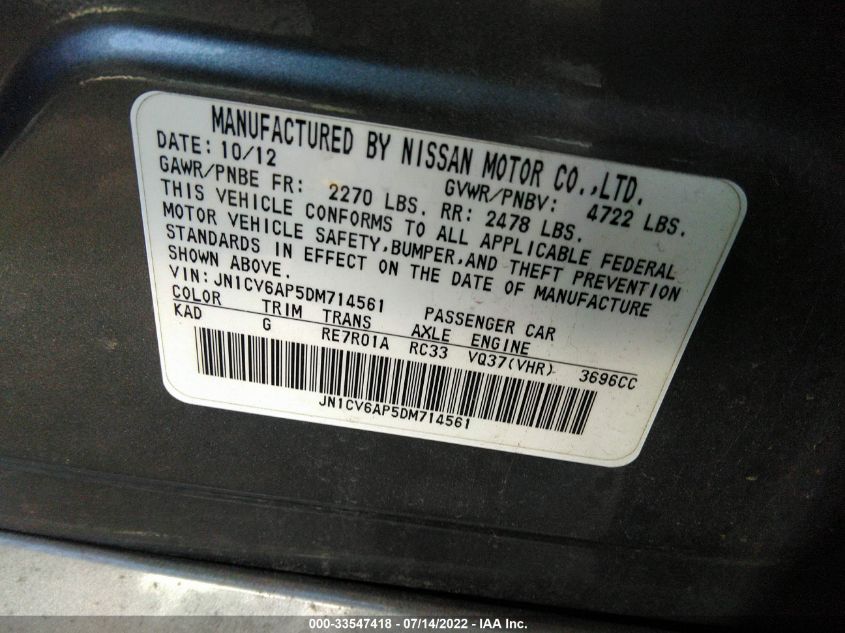 MANUFACTURED BY NISSAN MOTOR CO.,LTD.
DATE: 10/12 GVWR/PNBV: 4722 LBS.
GAWR/PNBE FR: 2270 LBS. RR: 2478 LBS.
THIS VEHICLE CONFORMS TO ALL APPLICABLE FEDERAL
MOTOR VEHICLE SAFETY,BUMPER,AND THEFT PREVENTION
STANDARDS IN EFFECT ON THE DATE OF MANUFACTURE
SHOWN ABOVE.
VIN: JN1CV6AP5DM714561 PASSENGER CAR
COLOR TRIM TRANS AXLE ENGINE
KAD G RE7R01A RC33 VQ37(VHR) 3696CC
JN1CV6AP5DM714561
000-33547418 - 07/14/2022 - IAA Inc.